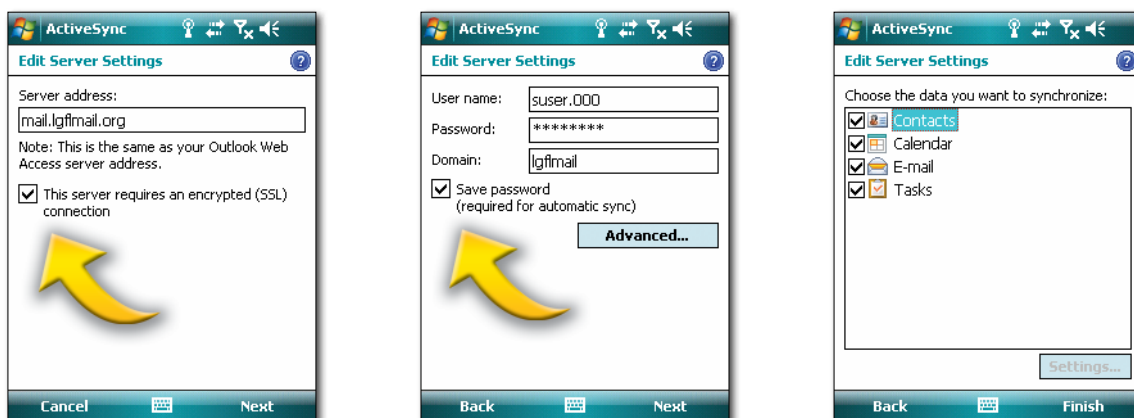 ActiveSync
Edit Server Settings
Server address:
mail.lgflmail.org
Note: This is the same as your Outlook Web
Access server address.
This server requires an encrypted (SSL)
connection
Cancel
Next
ActiveSync
Edit Server Settings
User name:
suser.000
Password:
********
Domain:
lgflmail
Save password
(required for automatic sync)
Advanced...
Back
Next
ActiveSync
Edit Server Settings
Choose the data you want to synchronize:
Contacts
Calendar
E-mail
Tasks
Settings...
Back
Finish